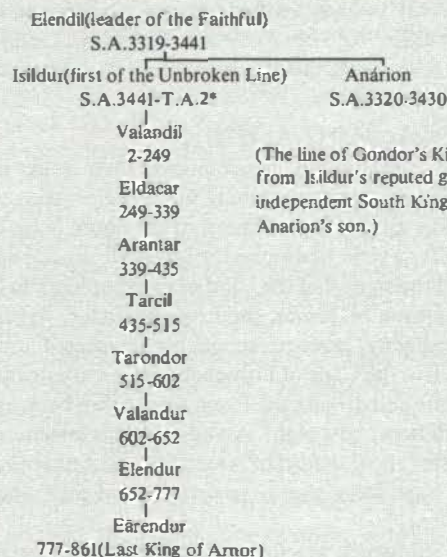 Elendil(leader of the Faithful)
S.A.3319-3441
Isildur(first of the Unbroken Line)
S.A.3441-T.A.2*
Anárion
S.A.3320-3430
Valandil
2-249
(The line of Gondor's Ki
from Isildur's reputed g
independent South King
Anarion's son.)
Eldacar
249-339
Arantar
339-435
Tarcil
435-515
Tarondor
515-602
Valandur
602-652
Elendur
652-777
Eärendur
777-861(Last King of Arnor)